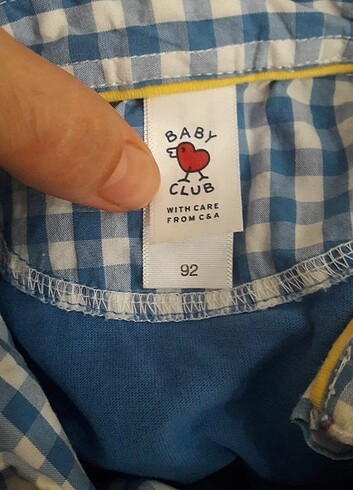 BABY
CLUB
WITH CARE
FROM C&A
92